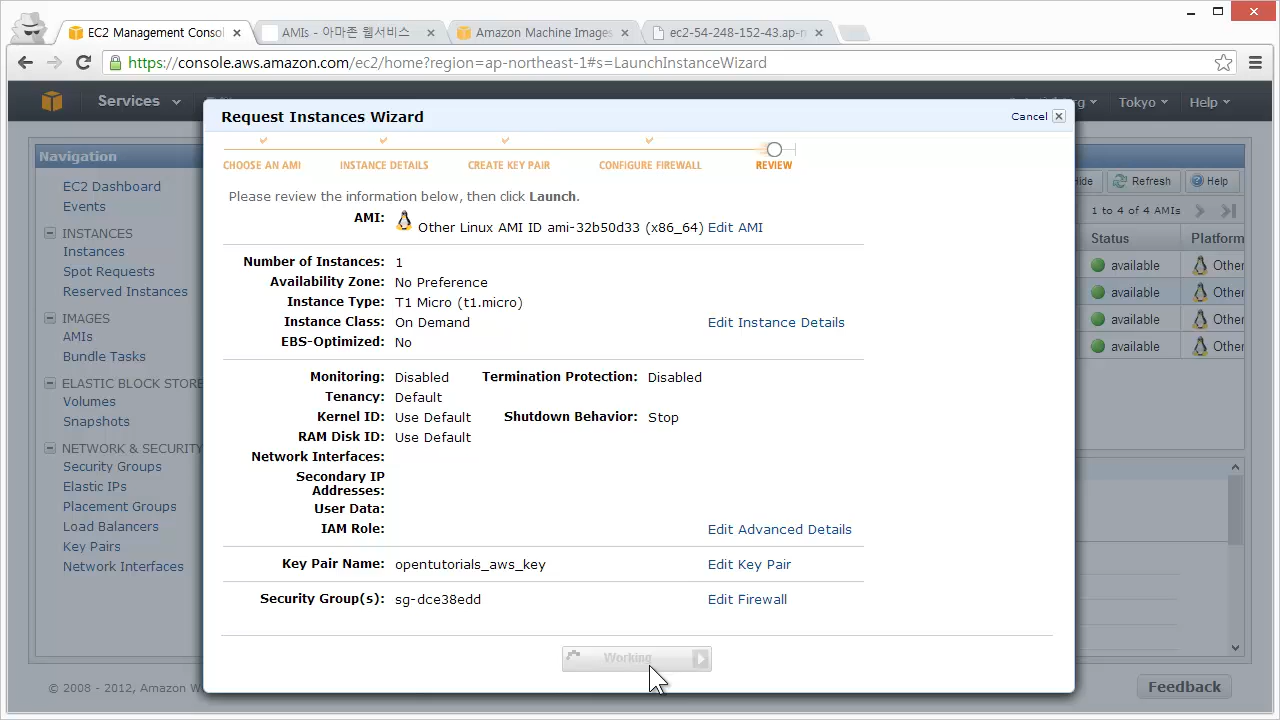 EC2 Management Consol
AMIs - 아마존 웹서비스
Amazon Machine Images
ec2-54-248-152-43.ap-n
https://console.aws.amazon.com/ec2/home?region=ap-northeast-1#s=LaunchInstanceWizard
Services
Tokyo
Help
Request Instances Wizard
Cancel
CHOOSE AN AMI
INSTANCE DETAILS
CREATE KEY PAIR
CONFIGURE FIREWALL
REVIEW
Please review the information below, then click Launch.
AMI: Other Linux AMI ID ami-32b50d33 (x86_64) Edit AMI
Number of Instances: 1
Availability Zone: No Preference
Instance Type: T1 Micro (t1.micro)
Instance Class: On Demand Edit Instance Details
EBS-Optimized: No
Monitoring: Disabled Termination Protection: Disabled
Tenancy: Default
Kernel ID: Use Default Shutdown Behavior: Stop
RAM Disk ID: Use Default
Network Interfaces:
Secondary IP
Addresses:
User Data:
IAM Role: Edit Advanced Details
Key Pair Name: opentutorials_aws_key Edit Key Pair
Security Group(s): sg-dce38edd Edit Firewall
Working
Navigation
EC2 Dashboard
Events
INSTANCES
Instances
Spot Requests
Reserved Instances
IMAGES
AMIs
Bundle Tasks
ELASTIC BLOCK STORE
Volumes
Snapshots
NETWORK & SECURITY
Security Groups
Elastic IPs
Placement Groups
Load Balancers
Key Pairs
Network Interfaces
Refresh
Help
1 to 4 of 4 AMIs
Status Platform
available Other
available Other
available Other
available Other
© 2008 - 2012, Amazon W
Feedback